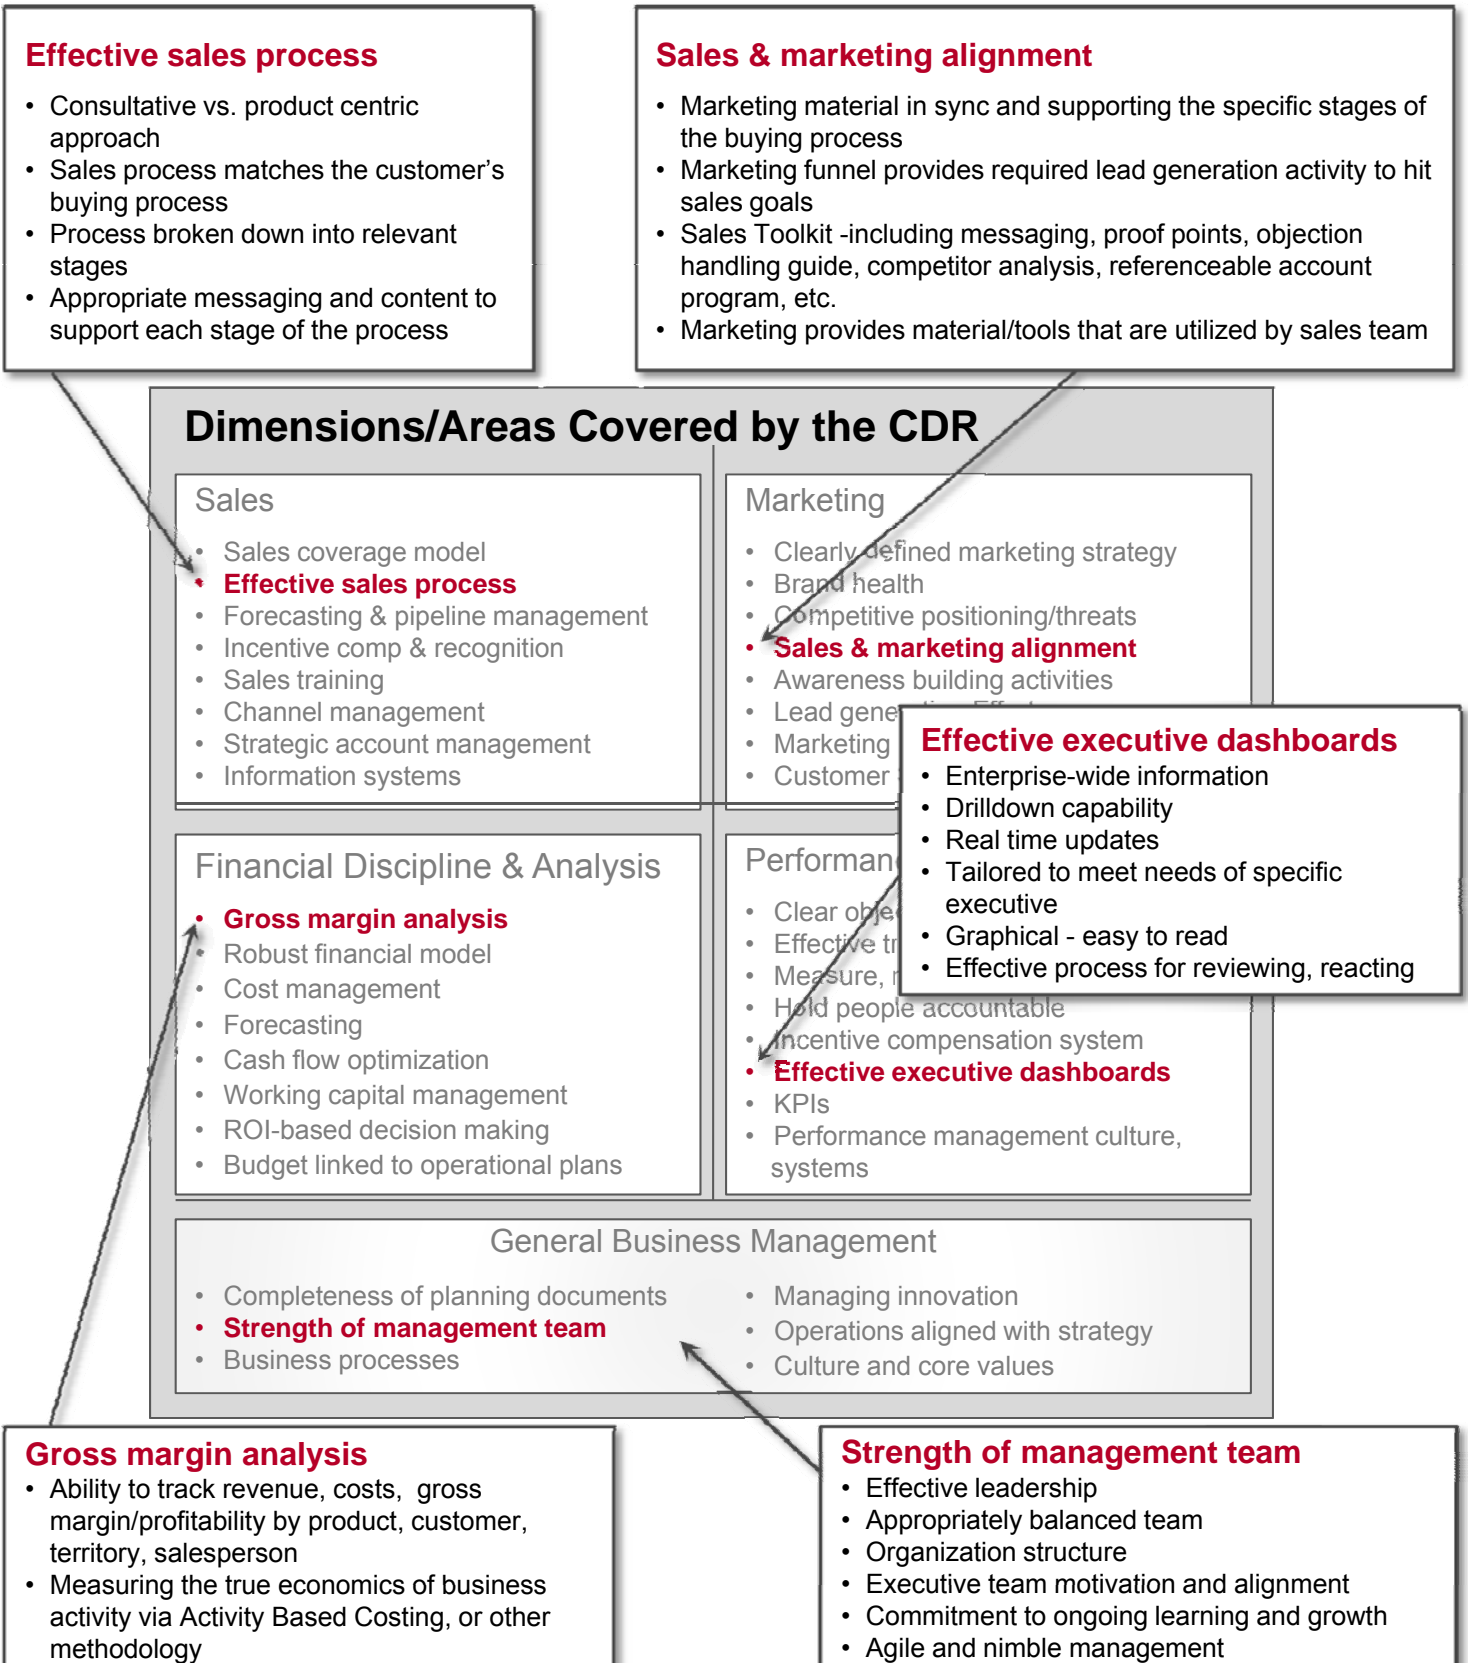 Effective sales process
• Consultative vs. product centric
approach
• Sales process matches the customer's
buying process
• Process broken down into relevant
stages
• Appropriate messaging and content to
support each stage of the process
Sales & marketing alignment
• Marketing material in sync and supporting the specific stages of
the buying process
• Marketing funnel provides required lead generation activity to hit
sales goals
• Sales Toolkit -including messaging, proof points, objection
handling guide, competitor analysis, referenceable account
program, etc.
• Marketing provides material/tools that are utilized by sales team
Dimensions/Areas Covered by the CDR
Sales
• Sales coverage model
• Effective sales process
• Forecasting & pipeline management
• Incentive comp & recognition
• Sales training
• Channel management
• Strategic account management
• Information systems
Marketing
• Clearly defined marketing strategy
• Brand health
• Competitive positioning/threats
• Sales & marketing alignment
• Awareness building activities
• Lead
• Marketing
• Customer
Effective executive dashboards
• Enterprise-wide information
• Drilldown capability
• Real time updates
• Tailored to meet needs of specific
executive
• Graphical - easy to read
• Effective process for reviewing, reacting
Financial Discipline & Analysis
• Gross margin analysis
• Robust financial model
• Cost management
• Forecasting
• Cash flow optimization
• Working capital management
• ROI-based decision making
• Budget linked to operational plans
• Clear
• Effective
• Measure,
• Hold people accountable
• Incentive compensation system
• Effective executive dashboards
• KPIs
• Performance management culture,
systems
General Business Management
• Completeness of planning documents
• Strength of management team
• Business processes
• Managing innovation
• Operations aligned with strategy
• Culture and core values
Gross margin analysis
• Ability to track revenue, costs, gross
margin/profitability by product, customer,
territory, salesperson
• Measuring the true economics of business
activity via Activity Based Costing, or other
methodology
Strength of management team
• Effective leadership
• Appropriately balanced team
• Organization structure
• Executive team motivation and alignment
• Commitment to ongoing learning and growth
• Agile and nimble management